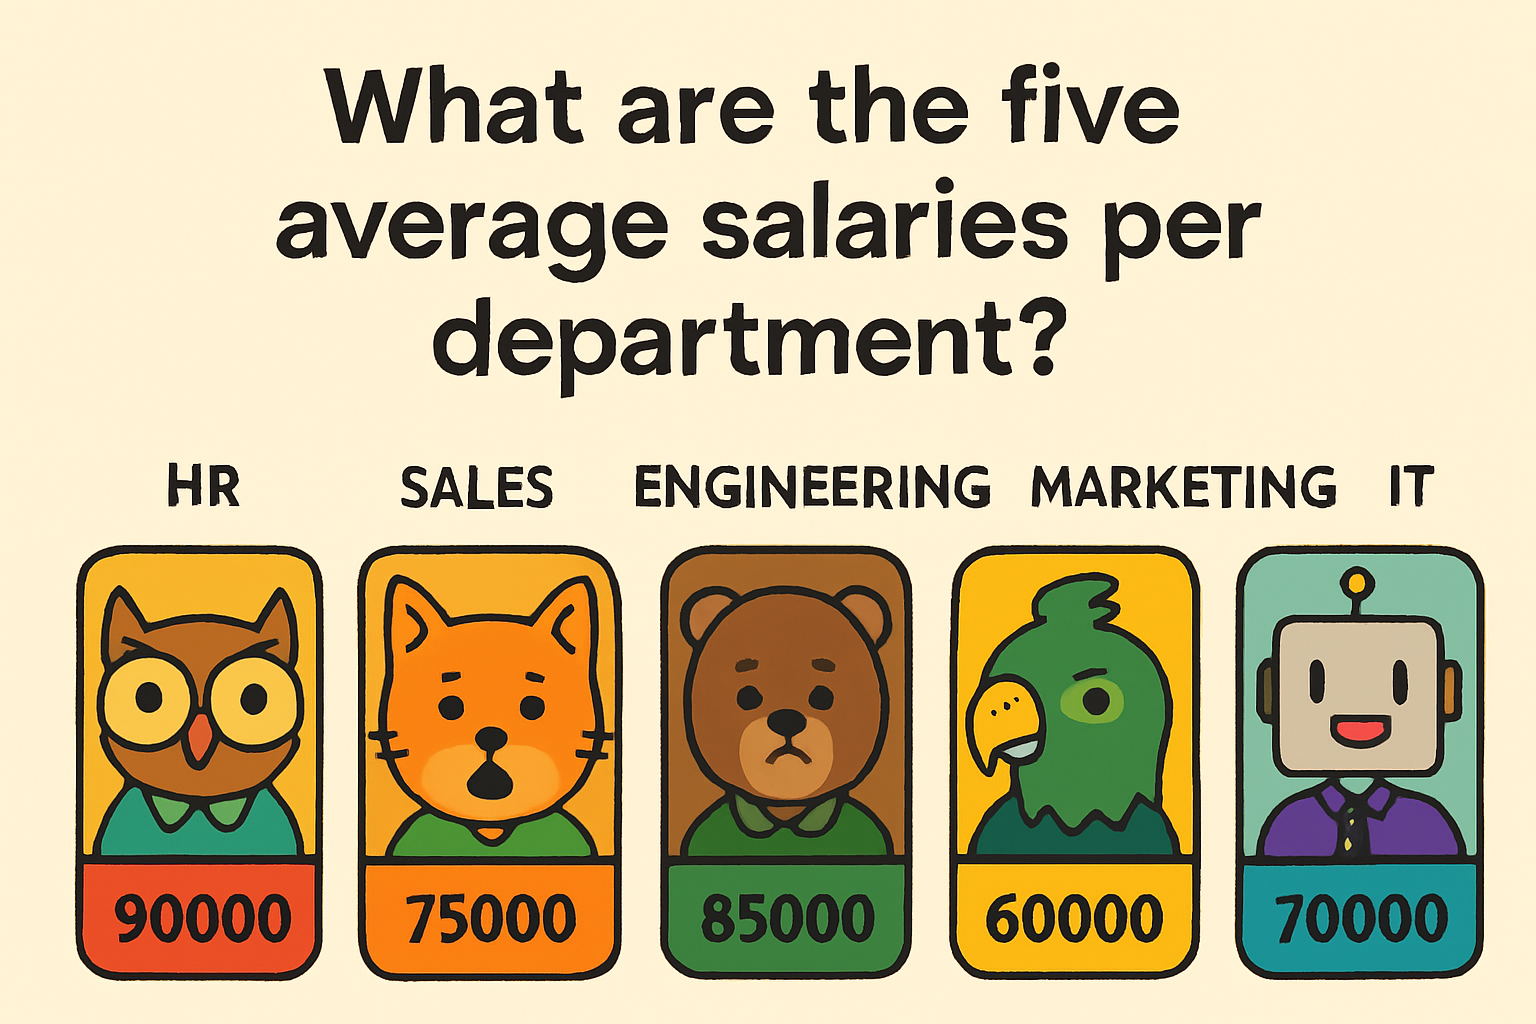 What are the five
average salaries per
department?
HR SALES ENGINEERING MARKETING IT
90000 75000 85000 60000 70000